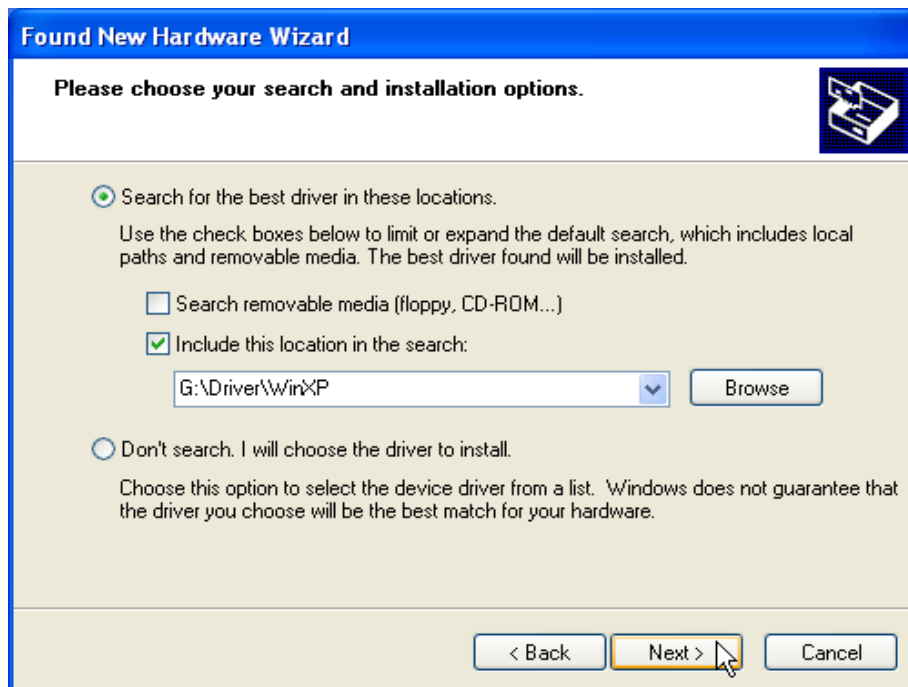 Found New Hardware Wizard
Please choose your search and installation options.
Search for the best driver in these locations.
Use the check boxes below to limit or expand the default search, which includes local
paths and removable media. The best driver found will be installed.
Search removable media (floppy, CD-ROM...)
Include this location in the search:
G:\Driver\WinXP
Browse
Don't search. I will choose the driver to install.
Choose this option to select the device driver from a list.  Windows does not guarantee that
the driver you choose will be the best match for your hardware.
< Back
Next >
Cancel